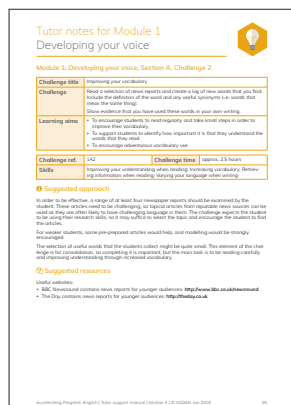 Tutor notes for Module 1
Developing your voice
Module 1: Developing your voice, Section A, Challenge 2
Challenge title Improving your vocabulary
Challenge Read a selection of news reports and create a log of new words that you find.
Include the definition of the word and any useful synonyms (i.e. words that
mean the same thing).
Show evidence that you have used these words in your own writing.
Learning aims • To encourage students to read regularly and take small steps in order to
improve their vocabulary
• To support students to identify how important it is that they understand the
words that they read
• To encourage adventurous vocabulary use
Challenge ref. 1A2 Challenge time approx. 2.5 hours
Skills Improving your understanding when reading; Increasing vocabulary; Remov-
ing information when reading; Varying your language when writing
Suggested approach
In order to be effective, a range of at least four newspaper reports should be examined by the
student. These articles need to be challenging, so topical articles from reputable news sources can be
used as they are often likely to have challenging language in them. The challenge expects the student
to be using their research skills, so it may suffice to select the topic and encourage the student to find
the articles.
For weaker students, some pre-prepared articles would help, and modeling would be strongly
encouraged.
The selection of useful words that the students collect might be quite small. This element of the chal-
lenge is for consolidation, so completing it is important, but the main task is to be reading carefully
and improving understanding through increased vocabulary.
Suggested resources
Useful websites:
• BBC Newsround contains news reports for younger audiences: http://www.bbc.co.uk/newsround
• The Day contains news reports for younger audiences: http://theday.co.uk
Accelerating Progress, English | Tutor support manual | Section 3 | © ASDAN Jan 2016 25